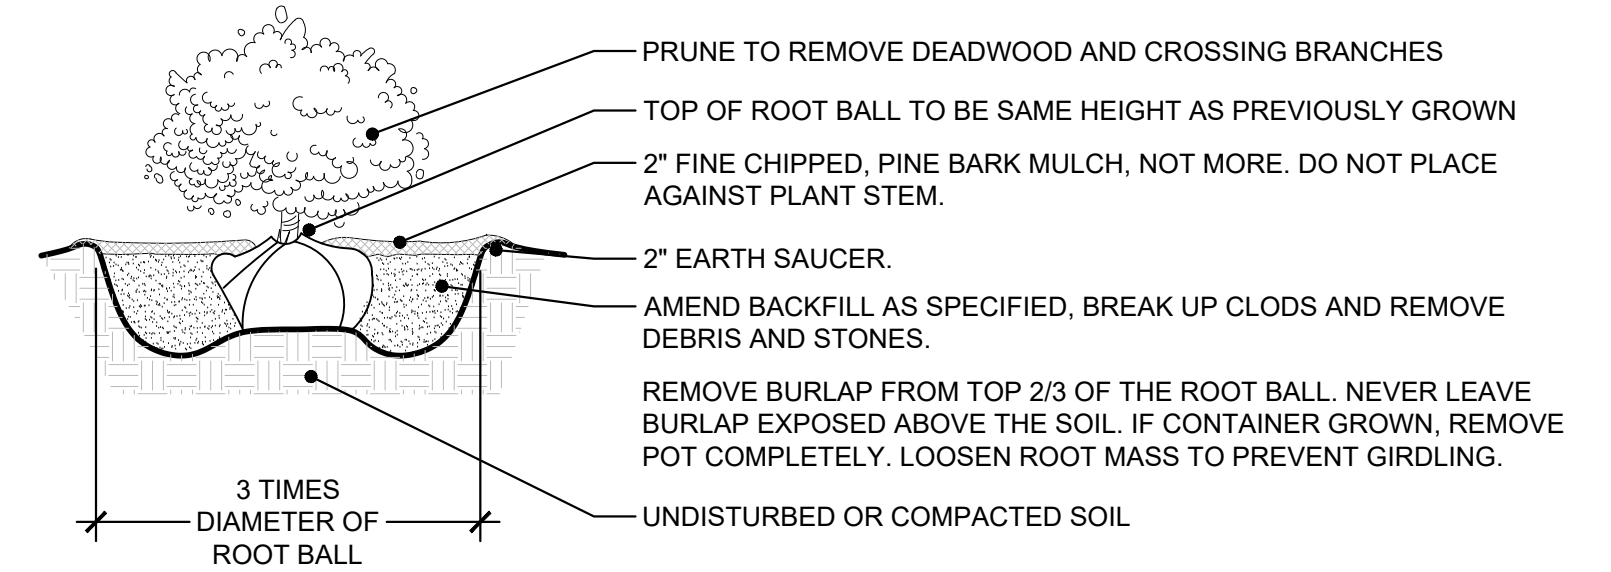 PRUNE TO REMOVE DEADWOOD AND CROSSING BRANCHES
TOP OF ROOT BALL TO BE SAME HEIGHT AS PREVIOUSLY GROWN
2" FINE CHIPPED, PINE BARK MULCH, NOT MORE. DO NOT PLACE
AGAINST PLANT STEM.
2" EARTH SAUCER.
AMEND BACKFILL AS SPECIFIED, BREAK UP CLODS AND REMOVE
DEBRIS AND STONES.
REMOVE BURLAP FROM TOP 2/3 OF THE ROOT BALL. NEVER LEAVE
BURLAP EXPOSED ABOVE THE SOIL. IF CONTAINER GROWN, REMOVE
POT COMPLETELY. LOOSEN ROOT MASS TO PREVENT GIRDLING.
UNDISTURBED OR COMPACTED SOIL
3 TIMES
DIAMETER OF
ROOT BALL